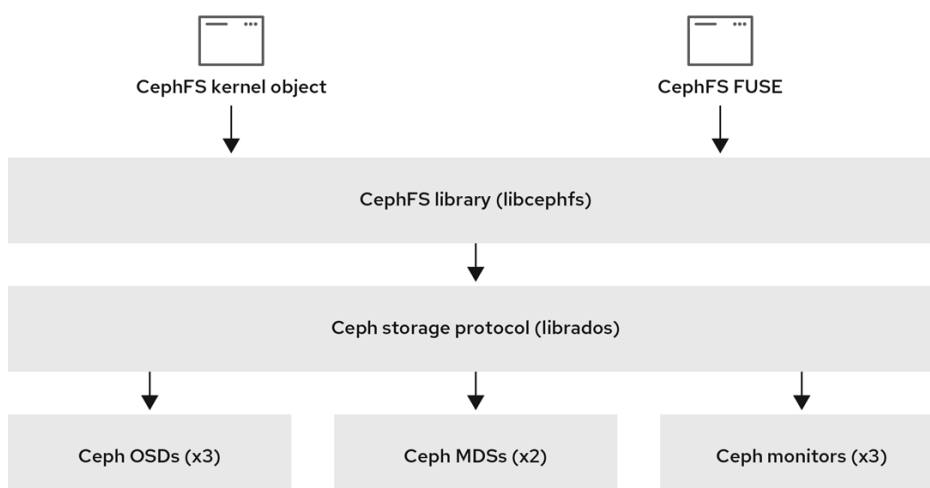 CephFS kernel object
CephFS FUSE
CephFS library (libcephfs)
Ceph storage protocol (librados)
Ceph OSDs (x3)
Ceph MDSs (x2)
Ceph monitors (x3)